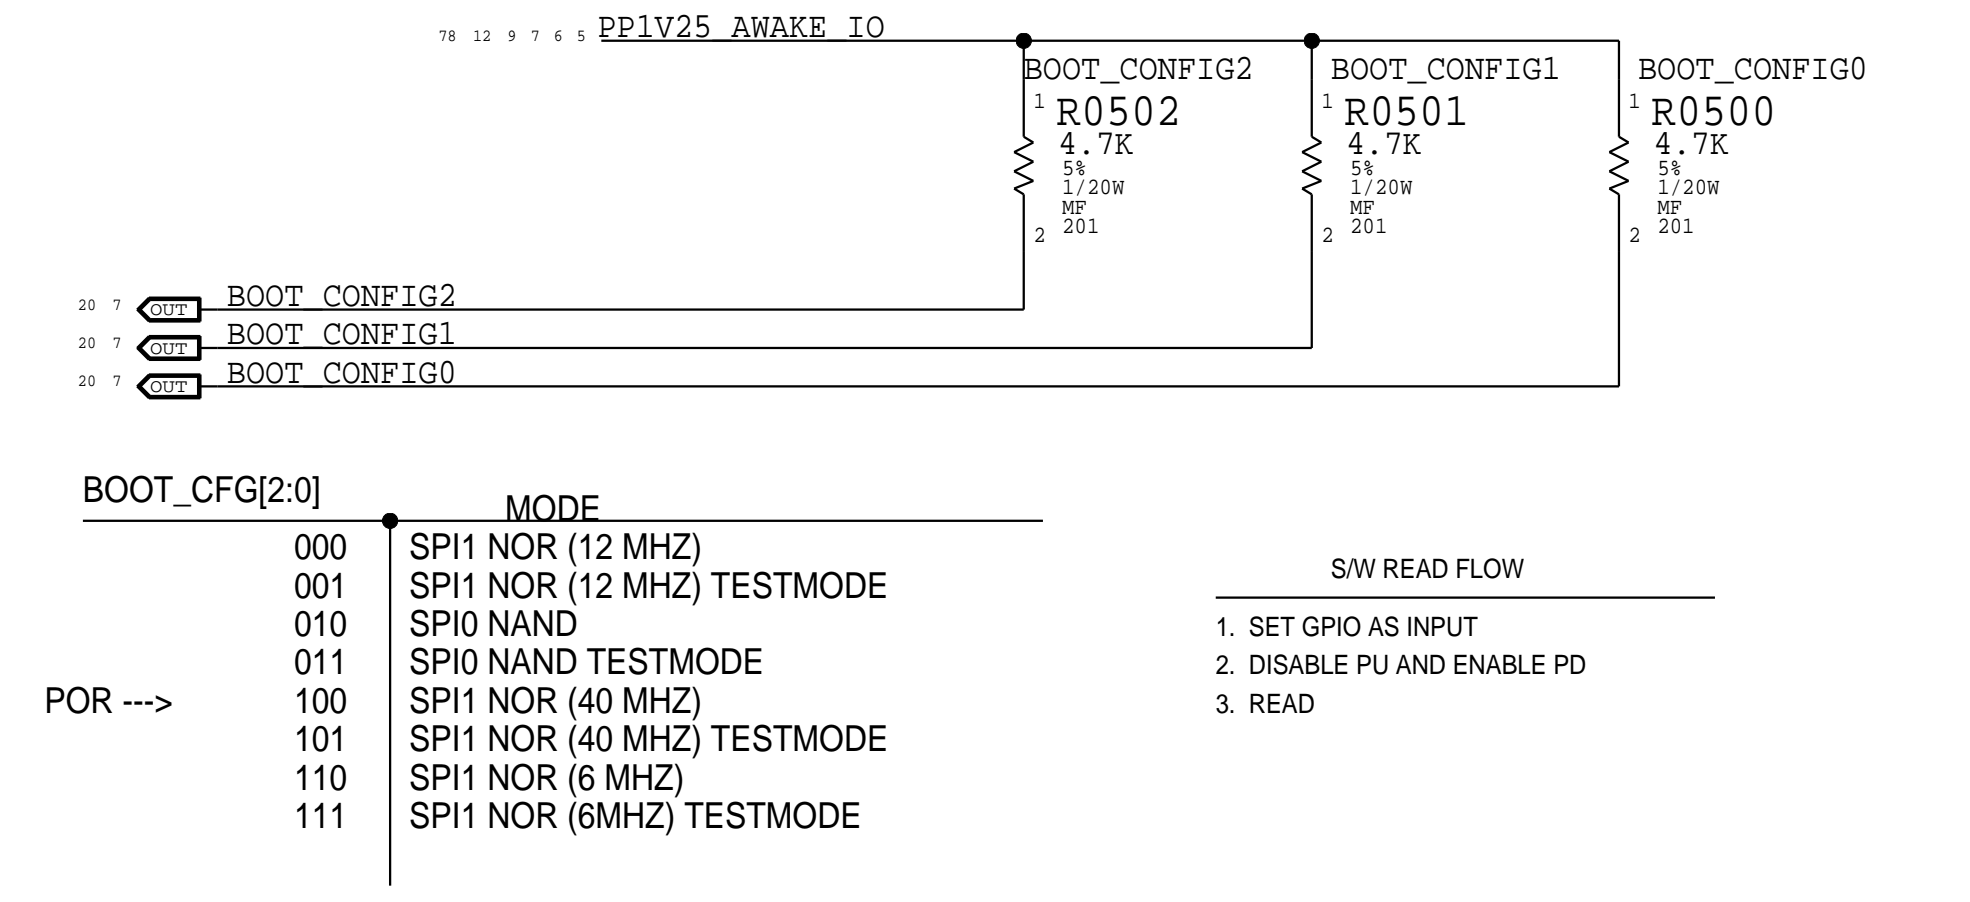 78 12 9 7 6 5 PP1V25_AWAKE_IO
BOOT_CONFIG2 BOOT_CONFIG1 BOOT_CONFIG0
1 R0502 1 R0501 1 R0500
4.7K 4.7K 4.7K
5% 5% 5%
1/20W 1/20W 1/20W
MF MF MF
201 201 201
2 2 2
20 7 OUT BOOT_CONFIG2
20 7 OUT BOOT_CONFIG1
20 7 OUT BOOT_CONFIG0
BOOT_CFG[2:0] MODE
000 SPI1 NOR (12 MHZ)
001 SPI1 NOR (12 MHZ) TESTMODE
010 SPI0 NAND
011 SPI0 NAND TESTMODE
POR ---> 100 SPI1 NOR (40 MHZ)
101 SPI1 NOR (40 MHZ) TESTMODE
110 SPI1 NOR (6 MHZ)
111 SPI1 NOR (6MHZ) TESTMODE
S/W READ FLOW
1. SET GPIO AS INPUT
2. DISABLE PU AND ENABLE PD
3. READ